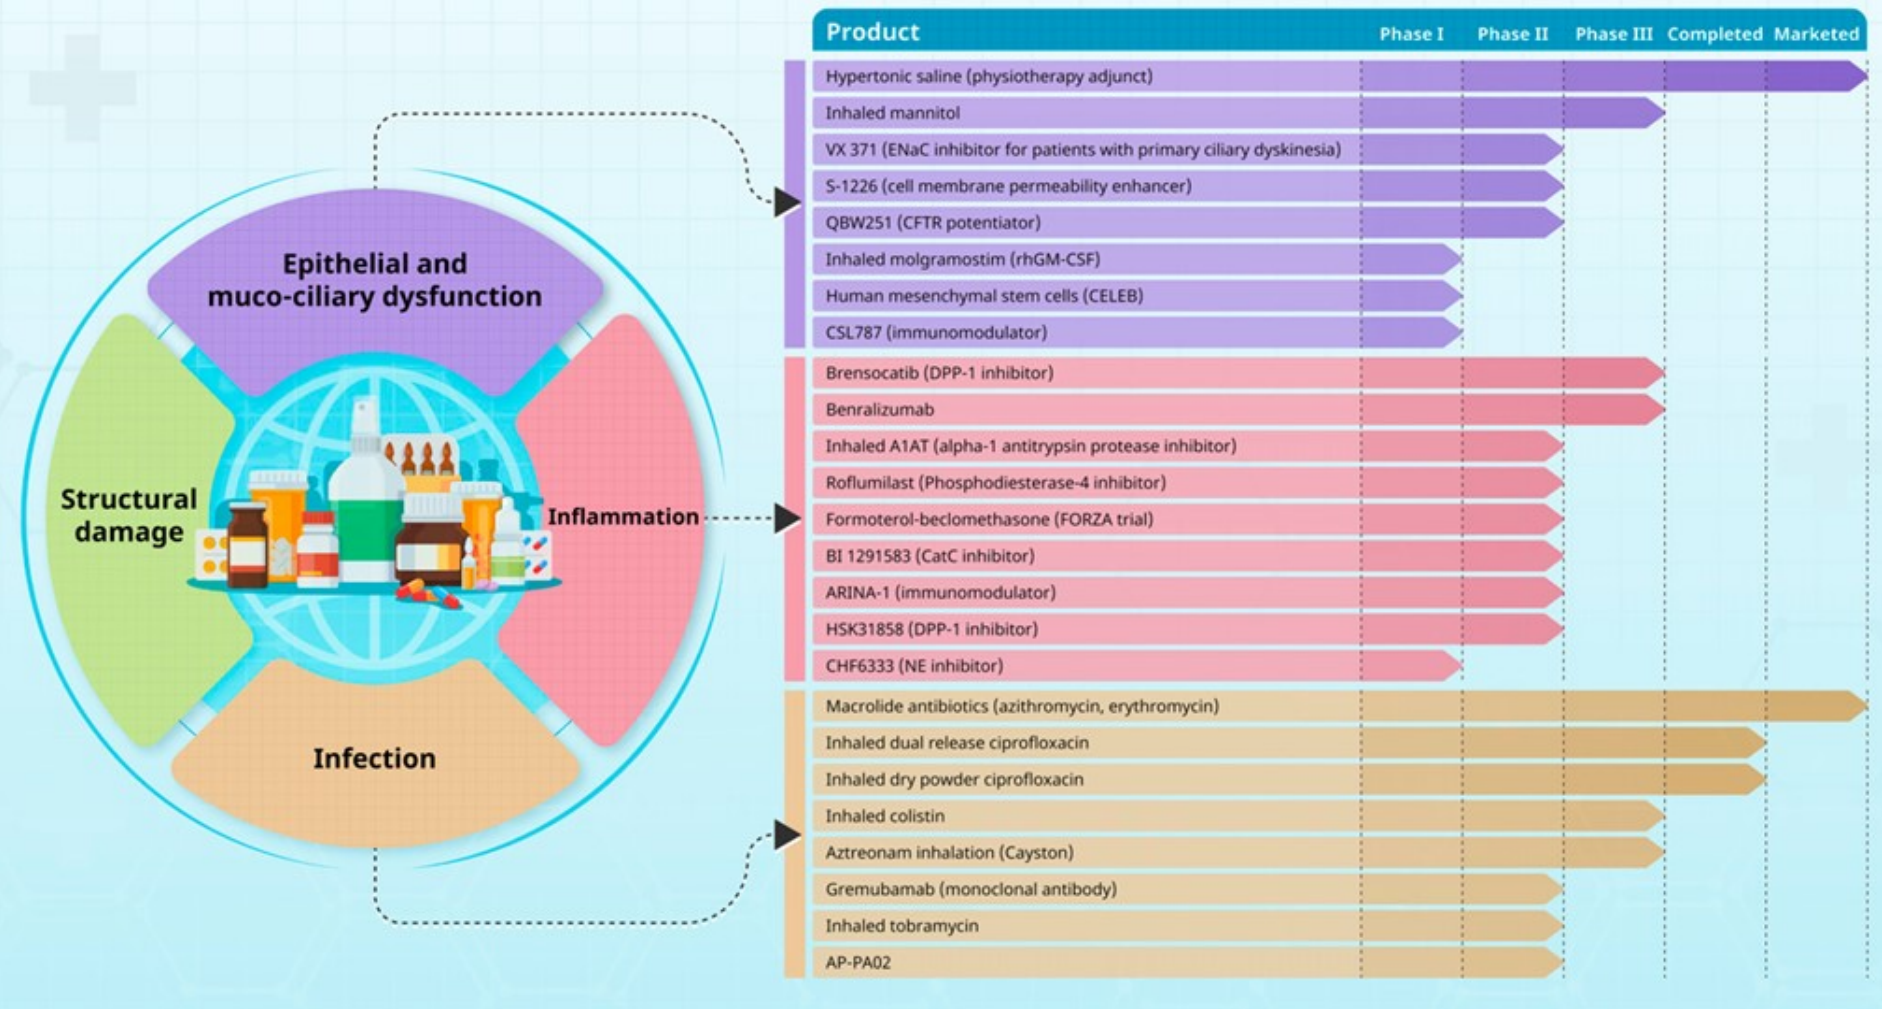 Product Phase I Phase II Phase III Completed Marketed
Hypertonic saline (physiotherapy adjunct)
Inhaled mannitol
VX 371 (ENaC inhibitor for patients with primary ciliary dyskinesia)
S-1226 (cell membrane permeability enhancer)
QBW251 (CFTR potentiator)
Inhaled molgramostim (rhGM-CSF)
Human mesenchymal stem cells (CELEB)
CSL787 (immunomodulator)
Brensocatib (DPP-1 inhibitor)
Benralizumab
Inhaled A1AT (alpha-1 antitrypsin protease inhibitor)
Roflumilast (Phosphodiesterase-4 inhibitor)
Formoterol-beclomethasone (FORZA trial)
BI 1291583 (CatC inhibitor)
ARINA-1 (immunomodulator)
HSK31858 (DPP-1 inhibitor)
CHF6333 (NE inhibitor)
Macrolide antibiotics (azithromycin, erythromycin)
Inhaled dual release ciprofloxacin
Inhaled dry powder ciprofloxacin
Inhaled colistin
Aztreonam inhalation (Cayston)
Gremubamab (monoclonal antibody)
Inhaled tobramycin
AP-PA02
Epithelial and
muco-ciliary dysfunction
Structural
damage
Inflammation
Infection